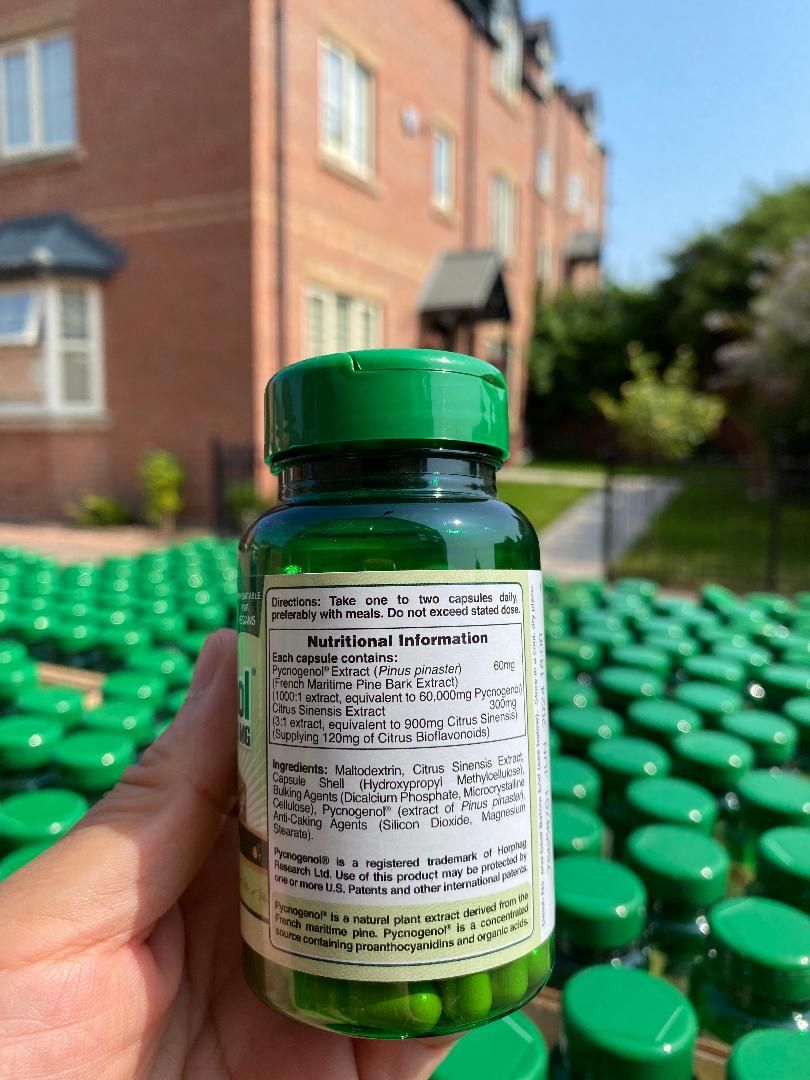 SUITABLE
FOR
VEGANS
ol®
MG
Directions: Take one to two capsules daily,
preferably with meals. Do not exceed stated dose.
Nutritional Information
Each capsule contains:
Pycnogenol® Extract (Pinus pinaster) 60mg
(French Maritime Pine Bark Extract)
(1000:1 extract, equivalent to 60,000mg Pycnogenol)
Citrus Sinensis Extract 300mg
(3:1 extract, equivalent to 900mg Citrus Sinensis)
(Supplying 120mg of Citrus Bioflavonoids)
Ingredients: Maltodextrin, Citrus Sinensis Extract,
Capsule Shell (Hydroxypropyl Methylcellulose),
Bulking Agents (Dicalcium Phosphate, Microcrystalline
Cellulose), Pycnogenol® (extract of Pinus pinaster),
Anti-Caking Agents (Silicon Dioxide, Magnesium
Stearate).
Pycnogenol® is a registered trademark of Horphag
Research Ltd. Use of this product may be protected by
one or more U.S. Patents and other international patents.
Pycnogenol® is a natural plant extract derived from the
French maritime pine. Pycnogenol® is a concentrated
source containing proanthocyanidins and organic acids.